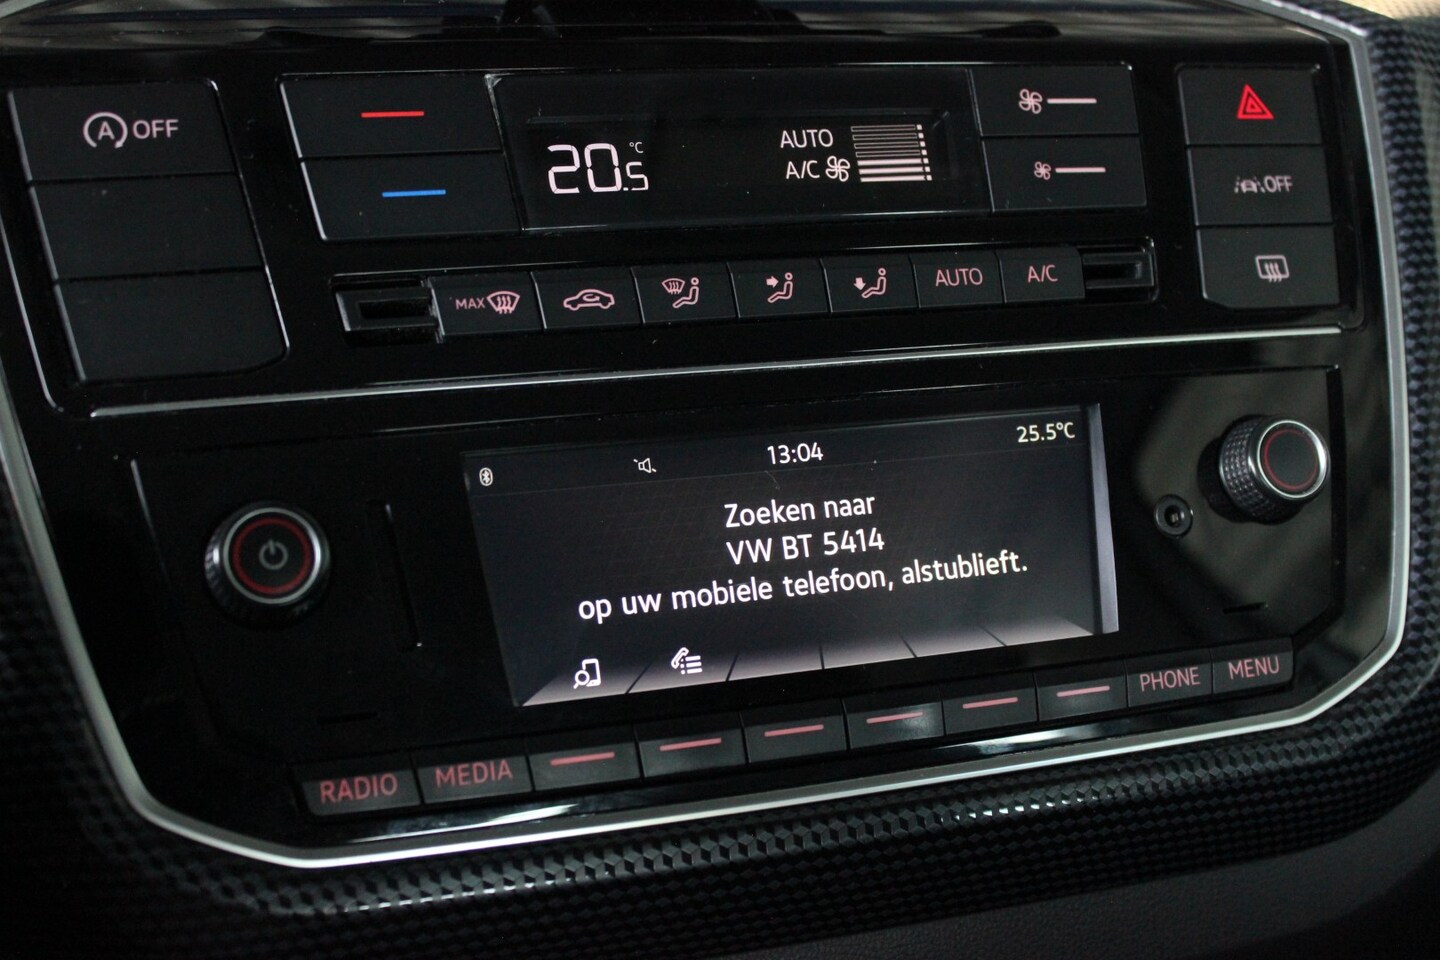 A OFF
20.5 °C
AUTO
A/C
OFF
MAX
AUTO
A/C
13:04
25.5°C
Zoeken naar
VW BT 5414
op uw mobiele telefoon, alstublieft.
RADIO
MEDIA
PHONE
MENU